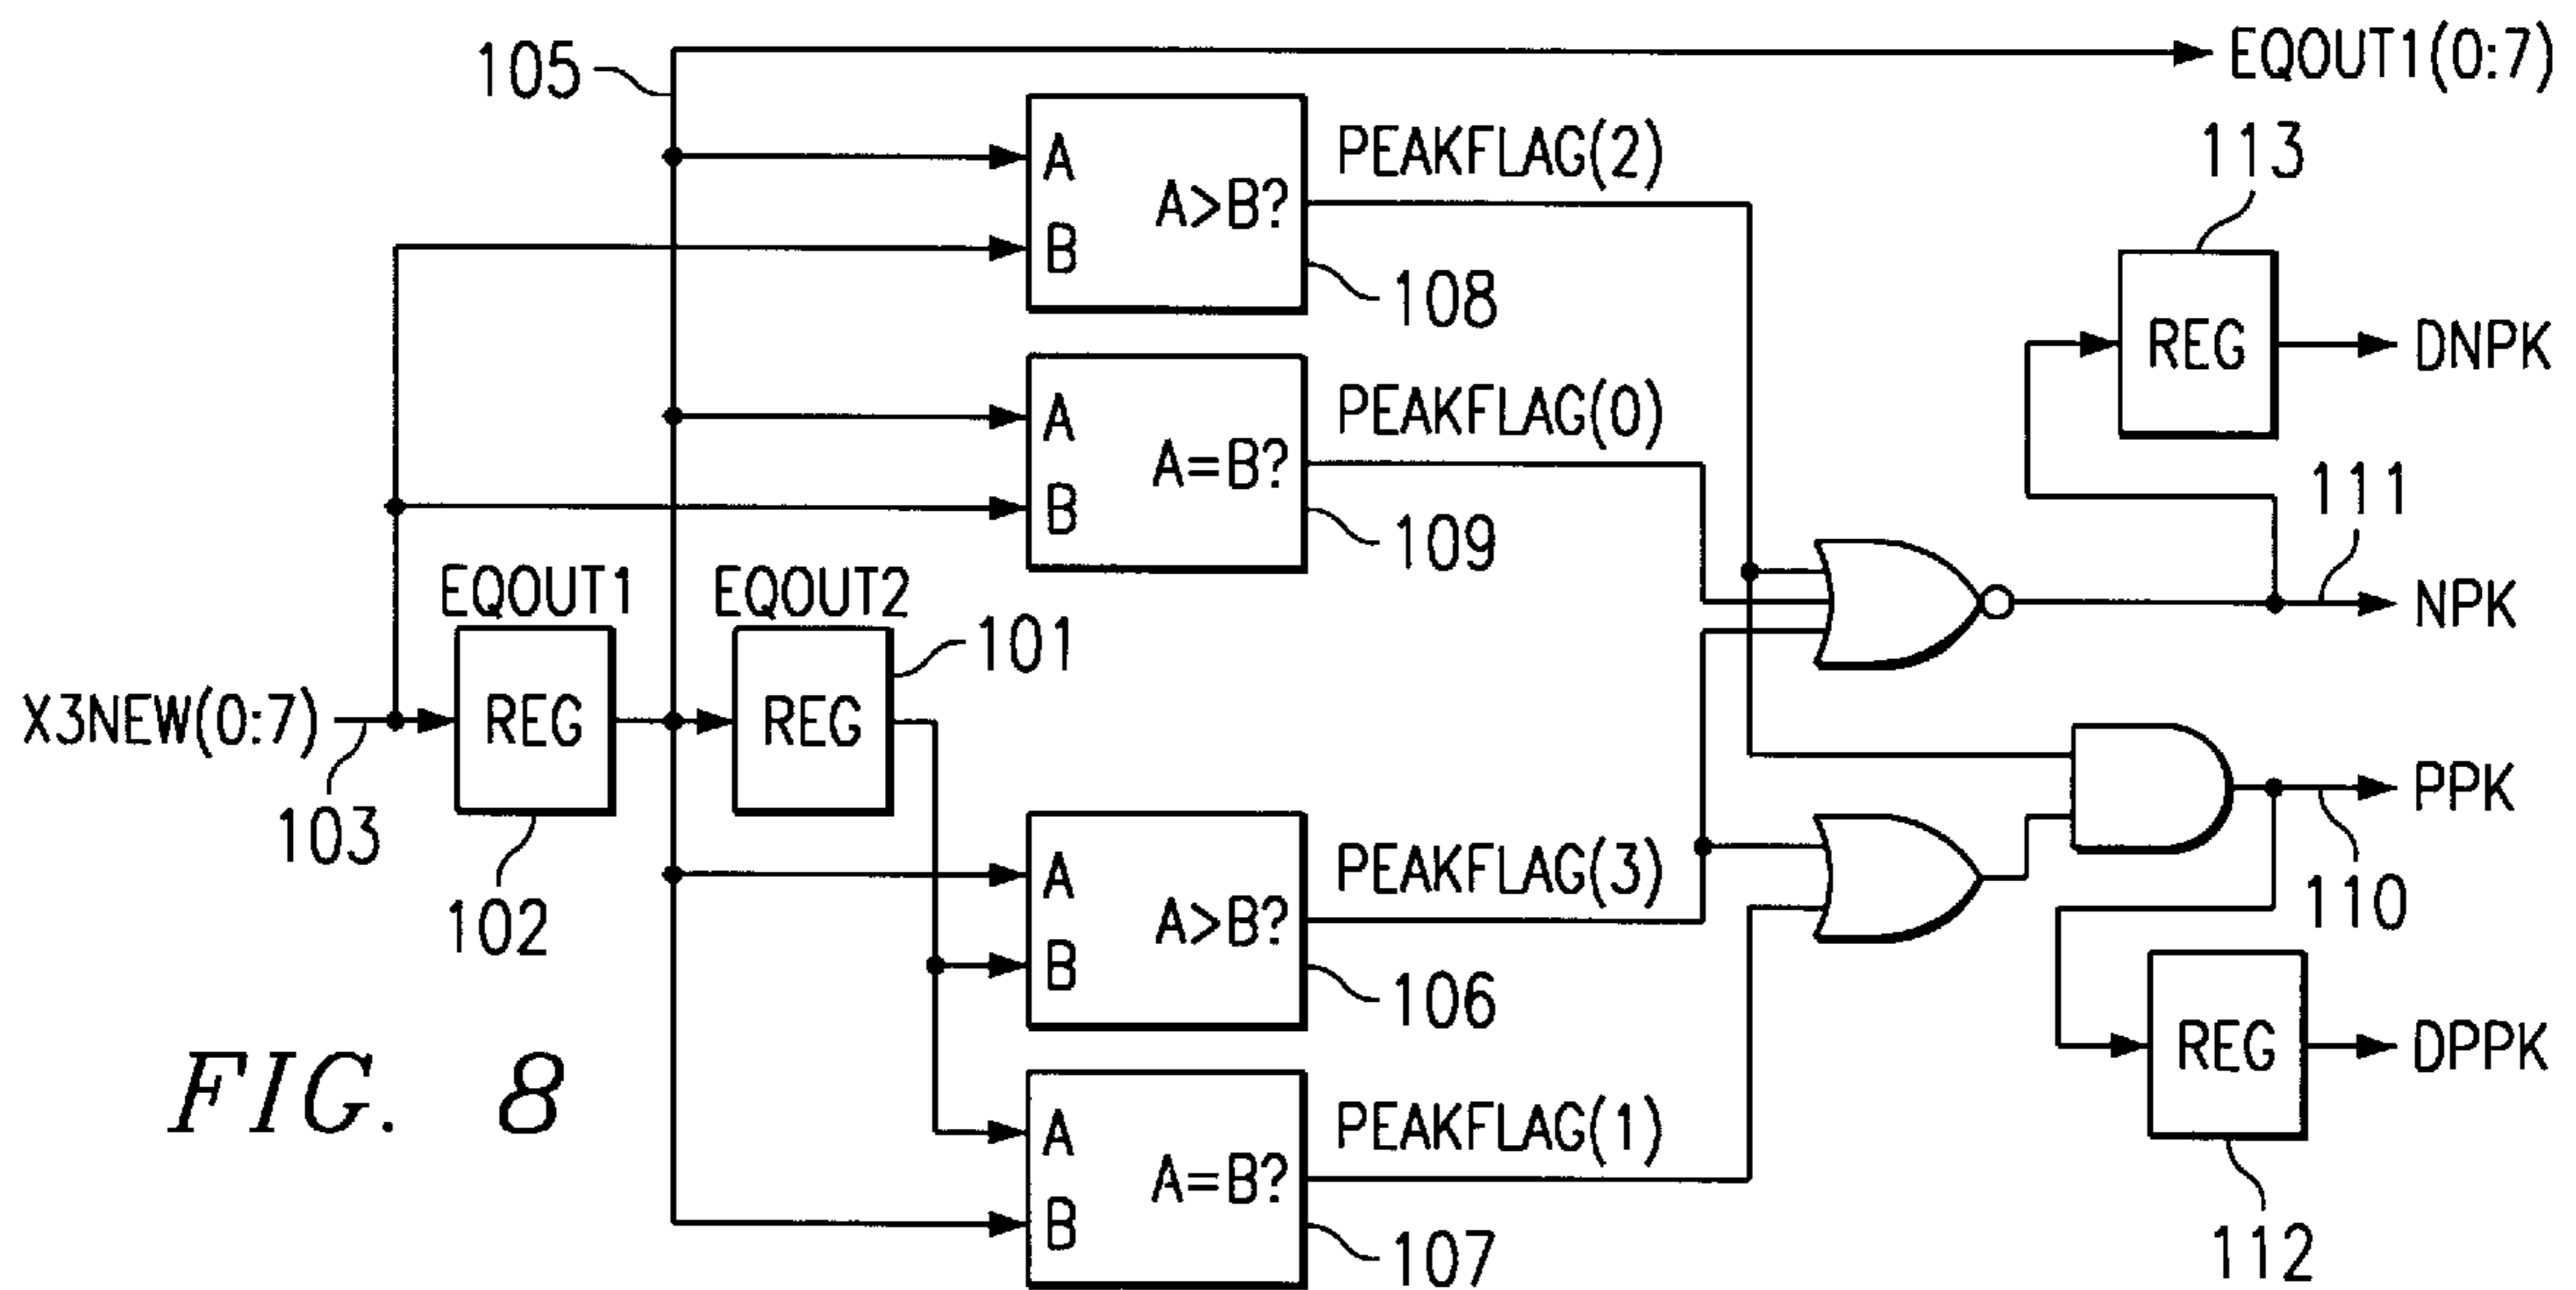 105
EQOUT1(0:7)
A
B
A>B?
PEAKFLAG(2)
108
113
REG
DNPK
A
B
A=B?
PEAKFLAG(0)
109
111
NPK
EQOUT1
EQOUT2
101
X3NEW(0:7)
REG
REG
103
102
PPK
110
A
B
A>B?
PEAKFLAG(3)
106
REG
DPPK
112
A
B
A=B?
PEAKFLAG(1)
107
FIG. 8